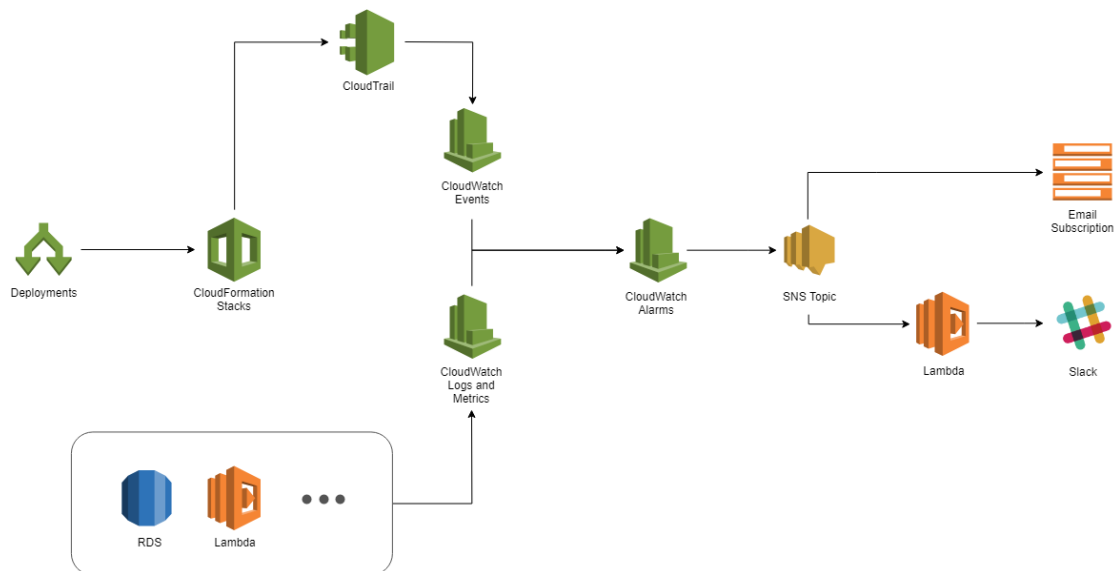 CloudTrail
CloudWatch
Events
Email
Subscription
Deployments
CloudFormation
Stacks
CloudWatch
Alarms
SNS Topic
CloudWatch
Logs and
Metrics
Lambda
Slack
RDS
Lambda